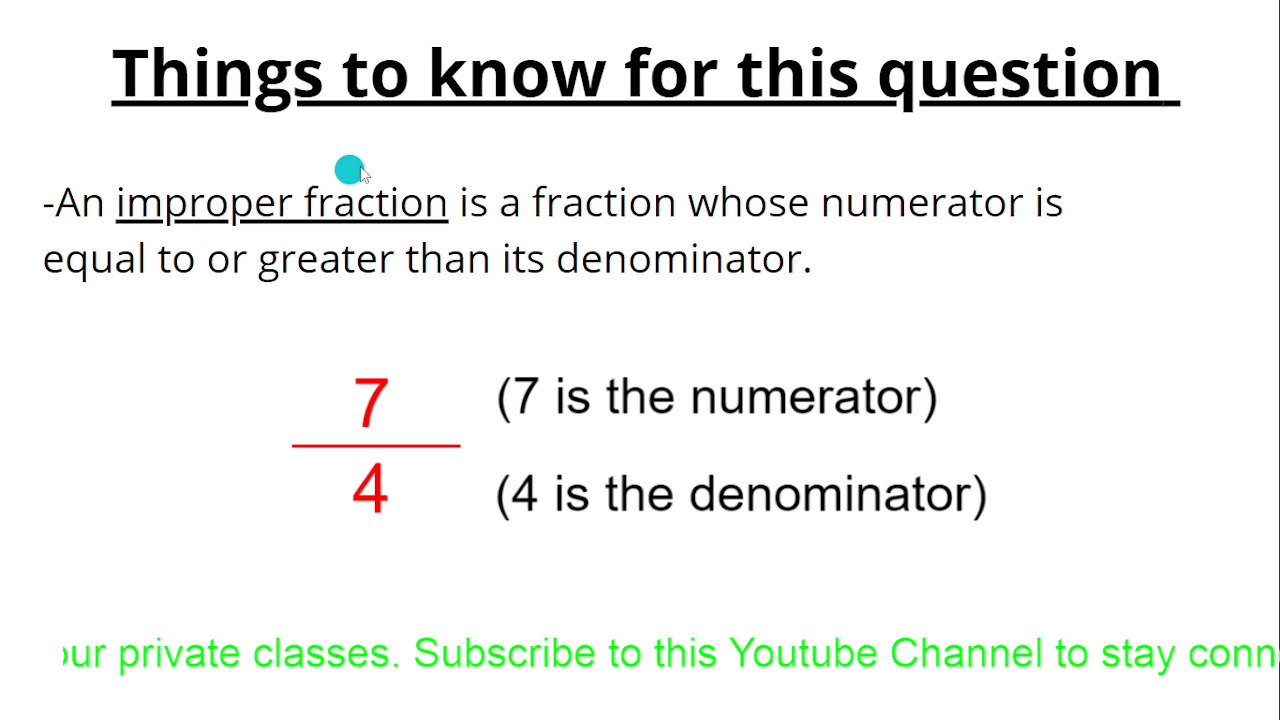 Things to know for this question
-An improper fraction is a fraction whose numerator is
equal to or greater than its denominator.
7 (7 is the numerator)
4 (4 is the denominator)
private classes. Subscribe to this Youtube Channel to stay